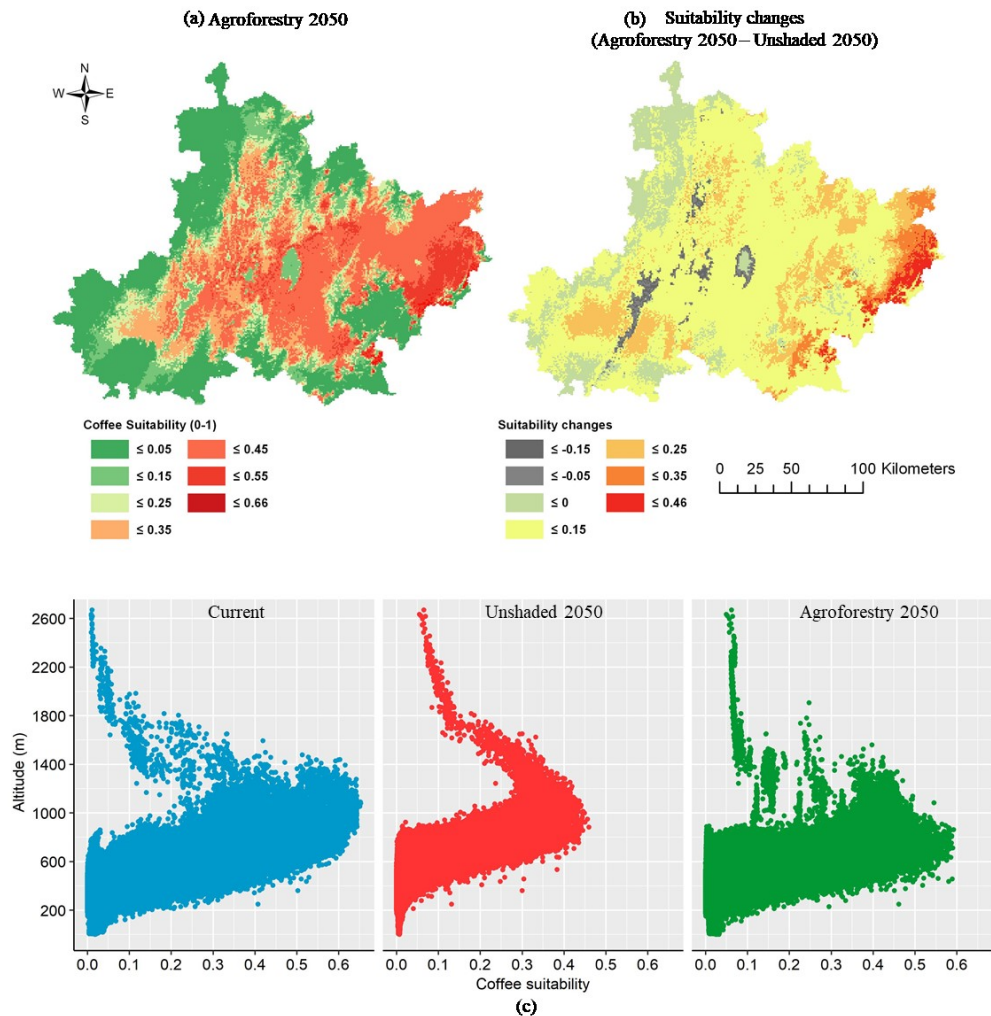 (a) Agroforestry 2050
(b) Suitability changes
(Agroforestry 2050 – Unshaded 2050)
N
W E
S
Coffee Suitability (0-1)
≤ 0.05 ≤ 0.45
≤ 0.15 ≤ 0.55
≤ 0.25 ≤ 0.66
≤ 0.35
Suitability changes
≤ -0.15 ≤ 0.25
≤ -0.05 ≤ 0.35
≤ 0 ≤ 0.46
≤ 0.15
0 25 50 100 Kilometers
Current
Unshaded 2050
Agroforestry 2050
Altitude (m)
2600
2200
1800
1400
1000
600
200
0.0 0.1 0.2 0.3 0.4 0.5 0.6
0.0 0.1 0.2 0.3 0.4 0.5 0.6
0.0 0.1 0.2 0.3 0.4 0.5 0.6
Coffee suitability
(c)